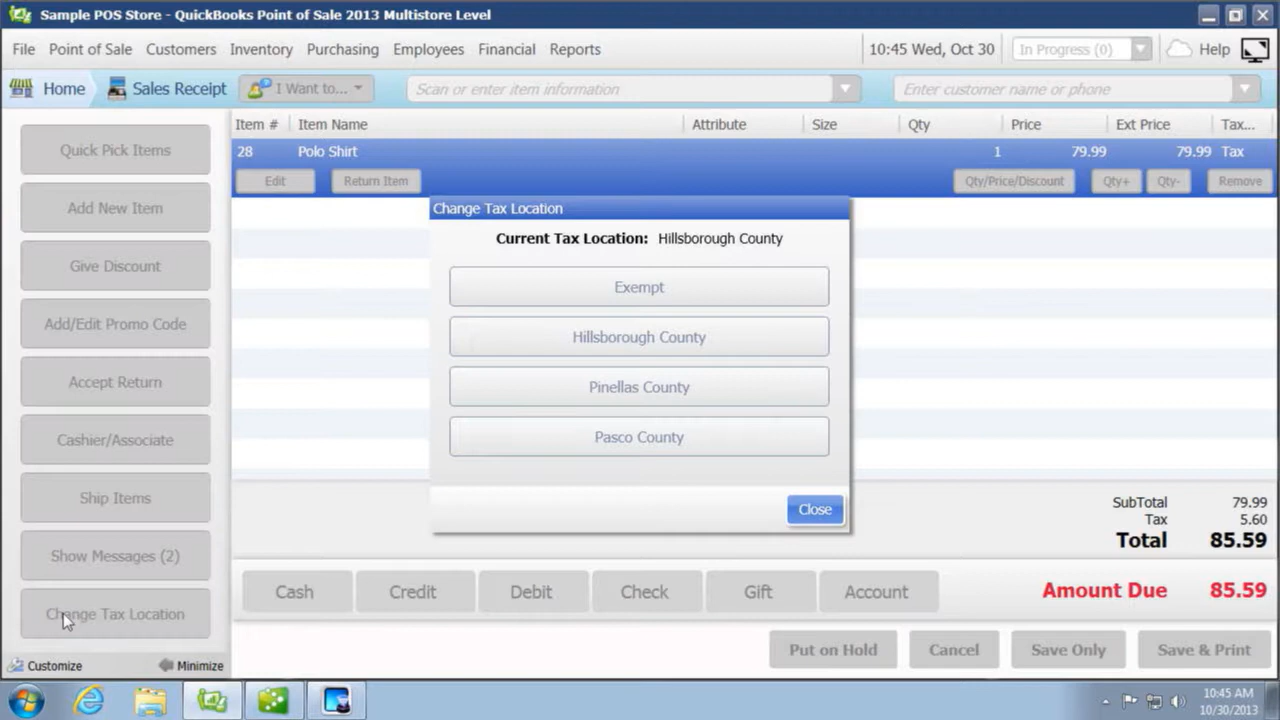 Sample POS Store - QuickBooks Point of Sale 2013 Multistore Level
File Point of Sale Customers Inventory Purchasing Employees Financial Reports 10:45 Wed, Oct 30 In Progress (0) Help
Home Sales Receipt I Want to... Scan or enter item information Enter customer name or phone
Item # Item Name Attribute Size Qty Price Ext Price Tax...
28 Polo Shirt 1 79.99 79.99 Tax
Edit Return Item Qty/Price/Discount Qty+ Qty- Remove
Quick Pick Items
Add New Item
Give Discount
Add/Edit Promo Code
Accept Return
Cashier/Associate
Ship Items
Show Messages (2)
Change Tax Location
Customize Minimize
Change Tax Location
Current Tax Location: Hillsborough County
Exempt
Hillsborough County
Pinellas County
Pasco County
Close
SubTotal 79.99
Tax 5.60
Total 85.59
Cash Credit Debit Check Gift Account Amount Due 85.59
Put on Hold Cancel Save Only Save & Print
10:45 AM
10/30/2013